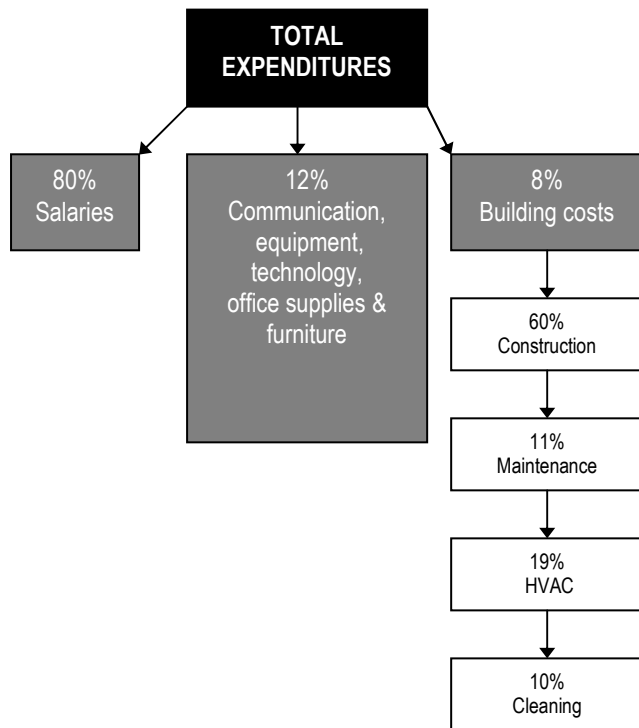 TOTAL
EXPENDITURES
80%
Salaries
12%
Communication,
equipment,
technology,
office supplies &
furniture
8%
Building costs
60%
Construction
11%
Maintenance
19%
HVAC
10%
Cleaning